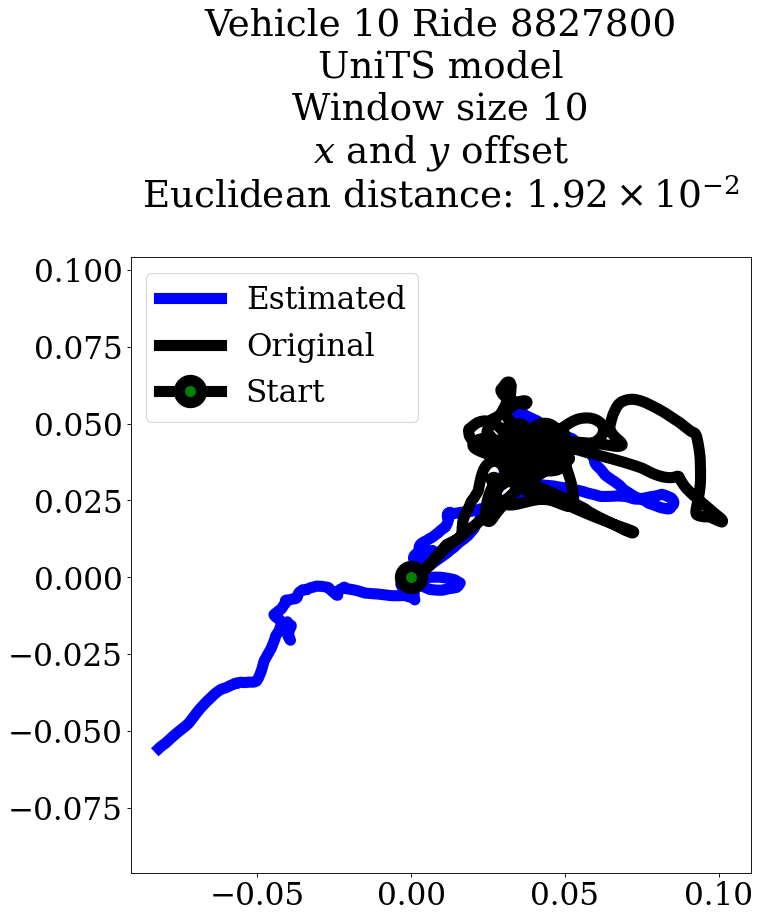 Vehicle 10 Ride 8827800
UniTS model
Window size 10
x and y offset
Euclidean distance: 1.92 × 10⁻²
Estimated
Original
Start
0.100
0.075
0.050
0.025
0.000
−0.025
−0.050
−0.075
−0.05 0.00 0.05 0.10